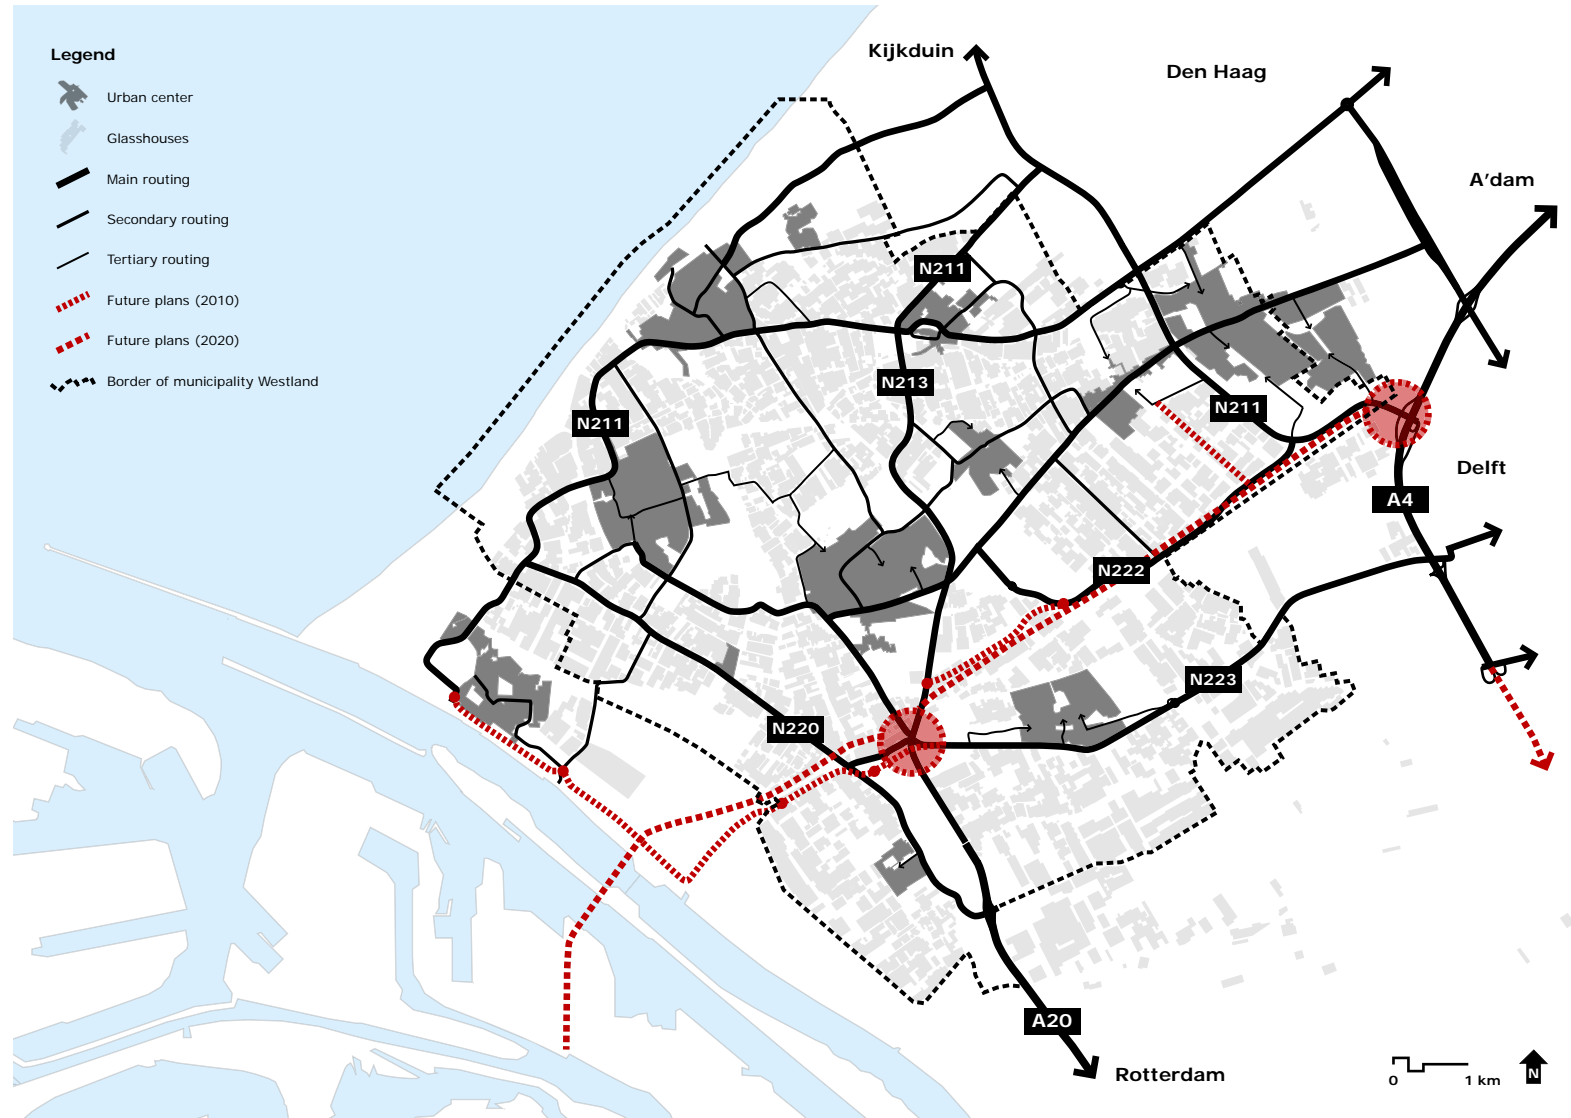 Legend
Urban center
Glasshouses
Main routing
Secondary routing
Tertiary routing
Future plans (2010)
Future plans (2020)
Border of municipality Westland
Kijkduin
Den Haag
A'dam
N211
N213
N211
N211
Delft
A4
N222
N223
N220
A20
Rotterdam
0 1 km
N